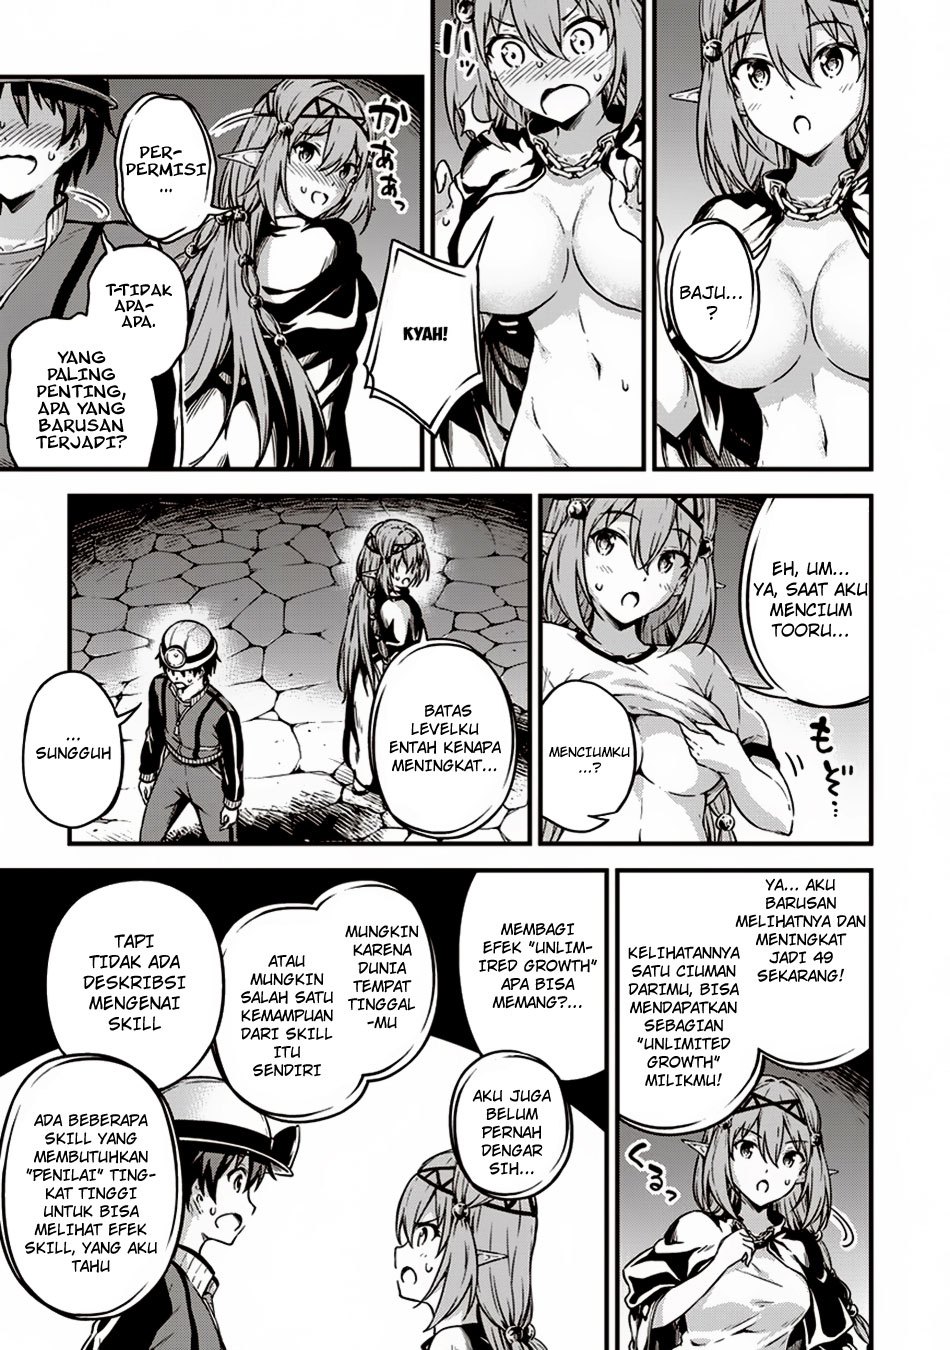 BAJU...
?
KYAH!
かあぁぁっ
PER-
PERMISI
...
T-TIDAK
APA-
APA.
YANG
PALING
PENTING,
APA YANG
BARUSAN
TERJADI?
EH, UM...
YA, SAAT AKU
MENCIUM
TOORU...
もぞ...
MENCIUMKU
...?
BATAS
LEVELKU
ENTAH KENAPA
MENINGKAT...
...
SUNGGUH
YA... AKU
BARUSAN
MELIHATNYA DAN
MENINGKAT
JADI 49
SEKARANG!
KELIHATANNYA
SATU CIUMAN
DARIMU, BISA
MENDAPATKAN
SEBAGIAN
"UNLIMITED
GROWTH"
MILIKMU!
くるっ
MEMBAGI
EFEK "UNLIM-
IRED GROWTH"
APA BISA
MEMANG?...
AKU JUGA
BELUM
PERNAH
DENGAR
SIH...
MUNGKIN
KARENA
DUNIA
TEMPAT
TINGGAL
-MU
ATAU
MUNGKIN
SALAH SATU
KEMAMPUAN
DARI SKILL
ITU
SENDIRI
TAPI
TIDAK ADA
DESKRIBSI
MENGENAI
SKILL
ADA BEBERAPA
SKILL YANG
MEMBUTUHKAN
"PENILAI" TING-
KAT TINGGI
UNTUK BISA
MELIHAT EFEK
SKILL, YANG AKU
TAHU